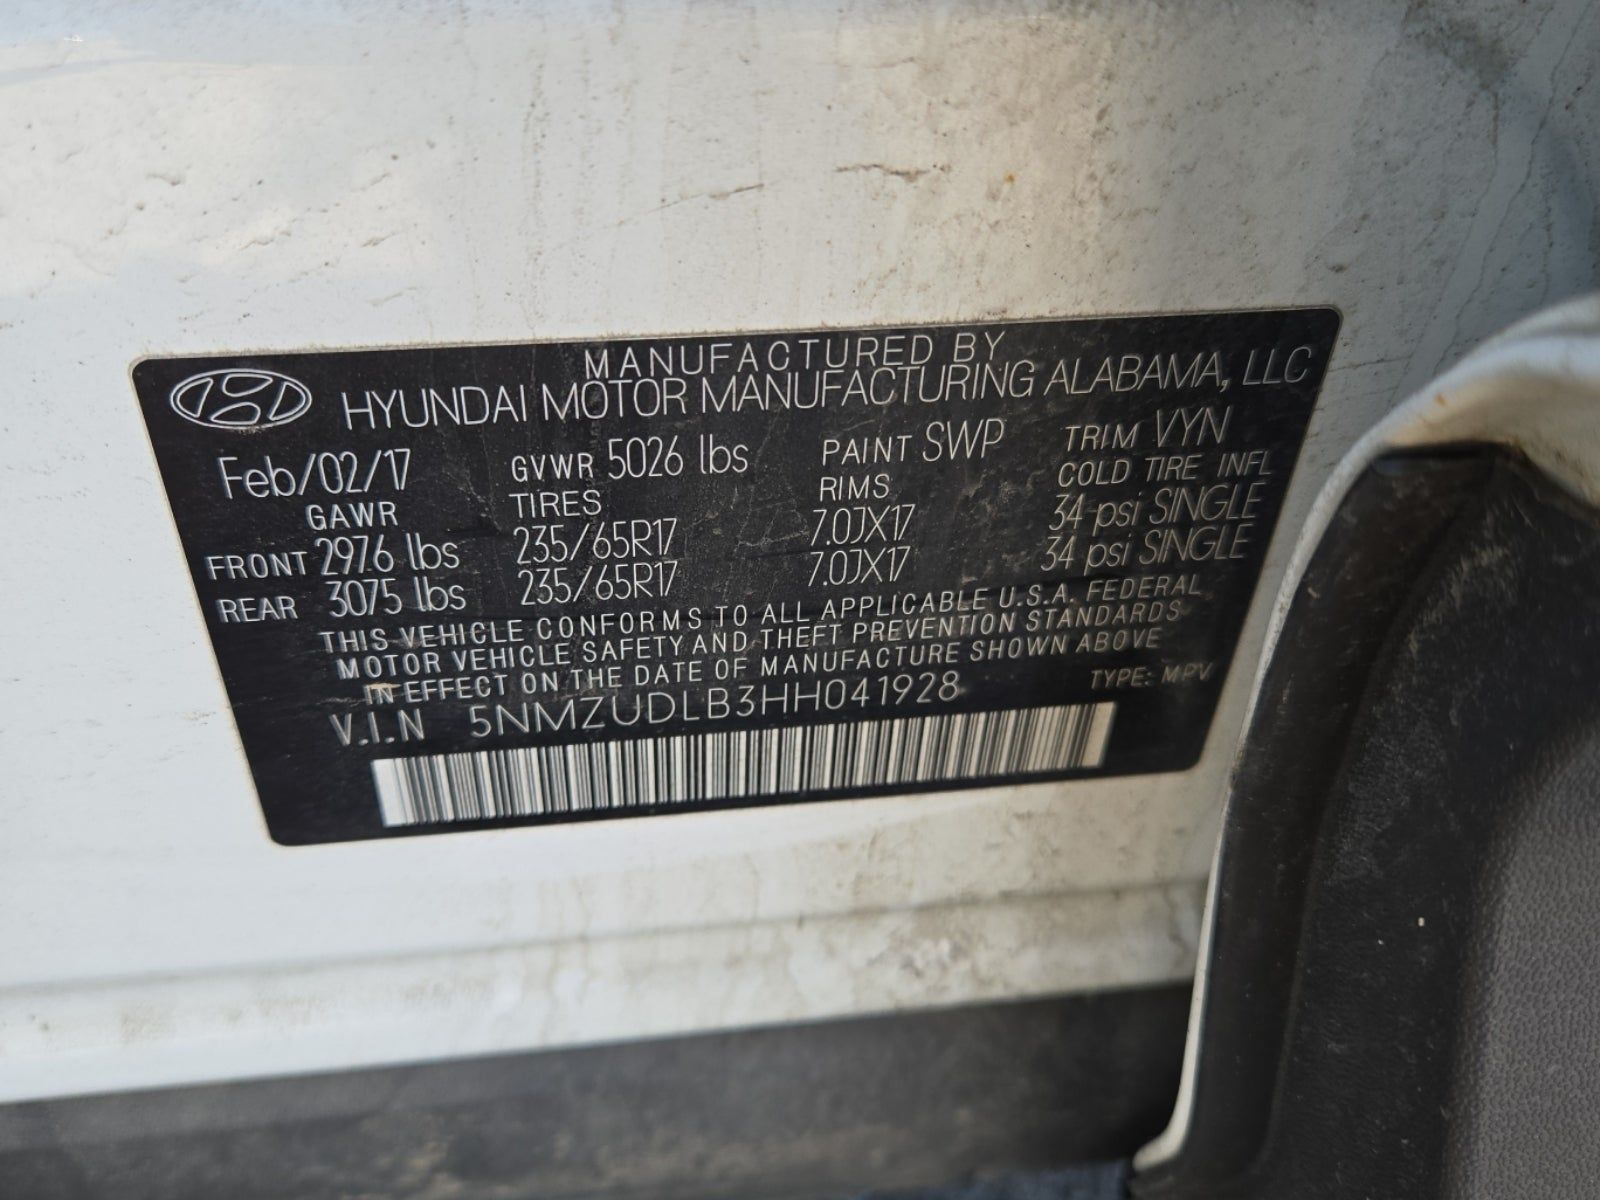 MANUFACTURED BY
HYUNDAI MOTOR MANUFACTURING ALABAMA, LLC
Feb/02/17 GVWR 5026 lbs PAINT SWP TRIM VYN
GAWR TIRES RIMS COLD TIRE INFL
FRONT 2976 lbs 235/65R17 7.0JX17 34 psi SINGLE
REAR 3075 lbs 235/65R17 7.0JX17 34 psi SINGLE
THIS VEHICLE CONFORMS TO ALL APPLICABLE U.S.A. FEDERAL
MOTOR VEHICLE SAFETY AND THEFT PREVENTION STANDARDS
IN EFFECT ON THE DATE OF MANUFACTURE SHOWN ABOVE
V.I.N 5NMZUDLB3HH041928 TYPE: MPV